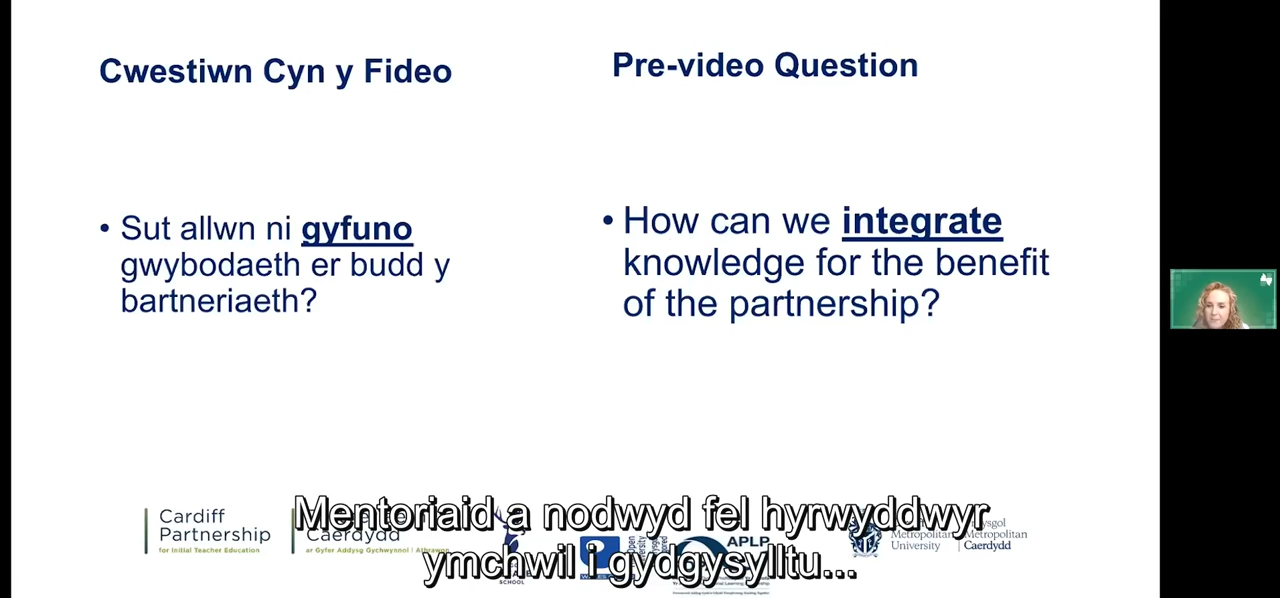 Cwestiwn Cyn y Fideo
Pre-video Question
• Sut allwn ni gyfuno
gwybodaeth er budd y
bartneriaeth?
• How can we integrate
knowledge for the benefit
of the partnership?
Mentoriaid a nodwyd fel hyrwyddwyr
ymchwil i gydgysylltu...
Cardiff
Partnership
for Initial Teacher Education
Caerdydd
ar Gyfer Addysg Gychwynnol i Athrawon
SCHOOL
APLP
Metropolitan
University
Metropolitan
Caerdydd